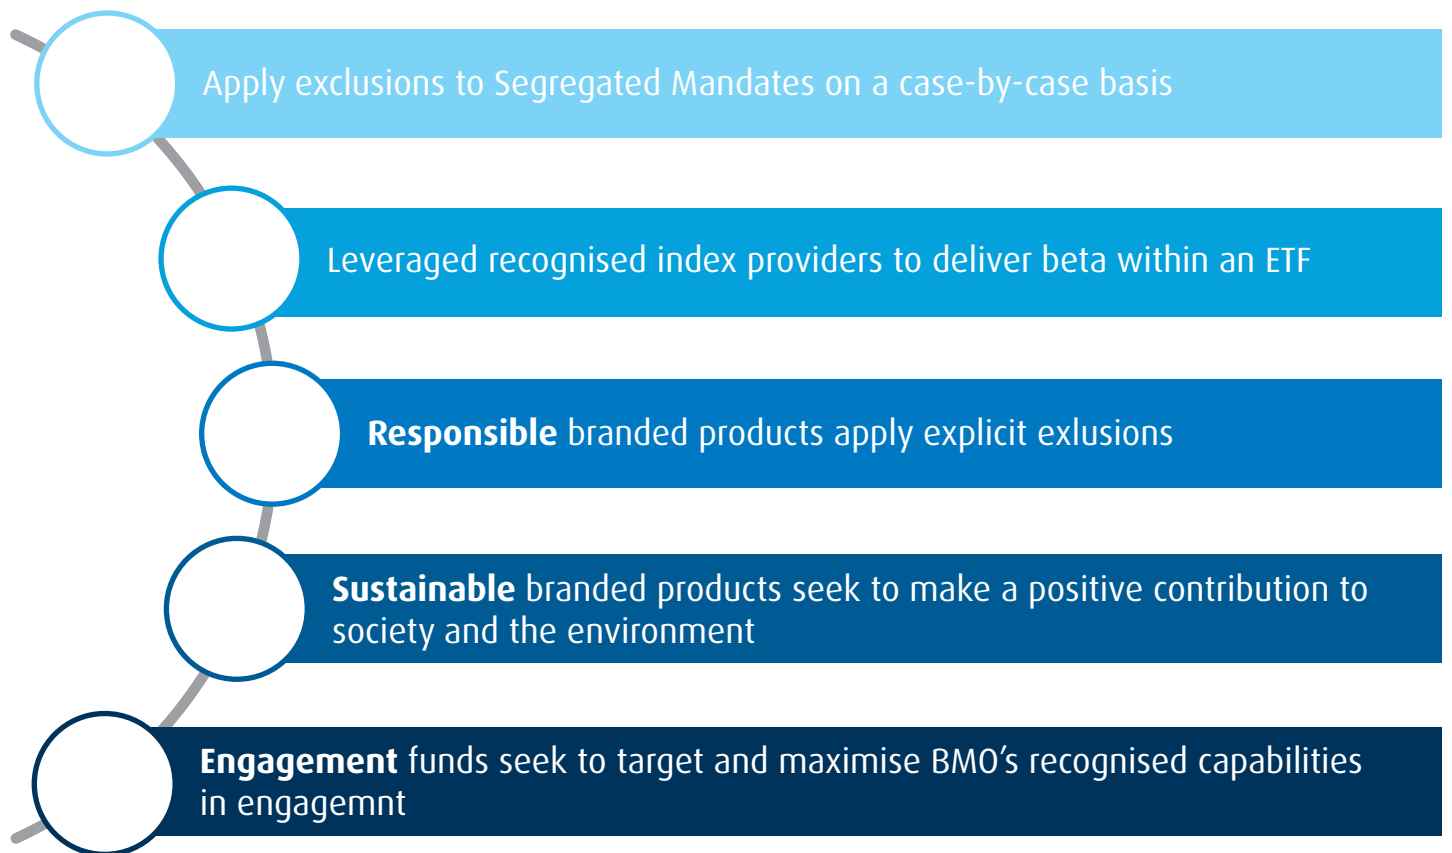 Apply exclusions to Segregated Mandates on a case-by-case basis
Leveraged recognised index providers to deliver beta within an ETF
Responsible branded products apply explicit exlusions
Sustainable branded products seek to make a positive contribution to
society and the environment
Engagement funds seek to target and maximise BMO’s recognised capabilities
in engagemnt